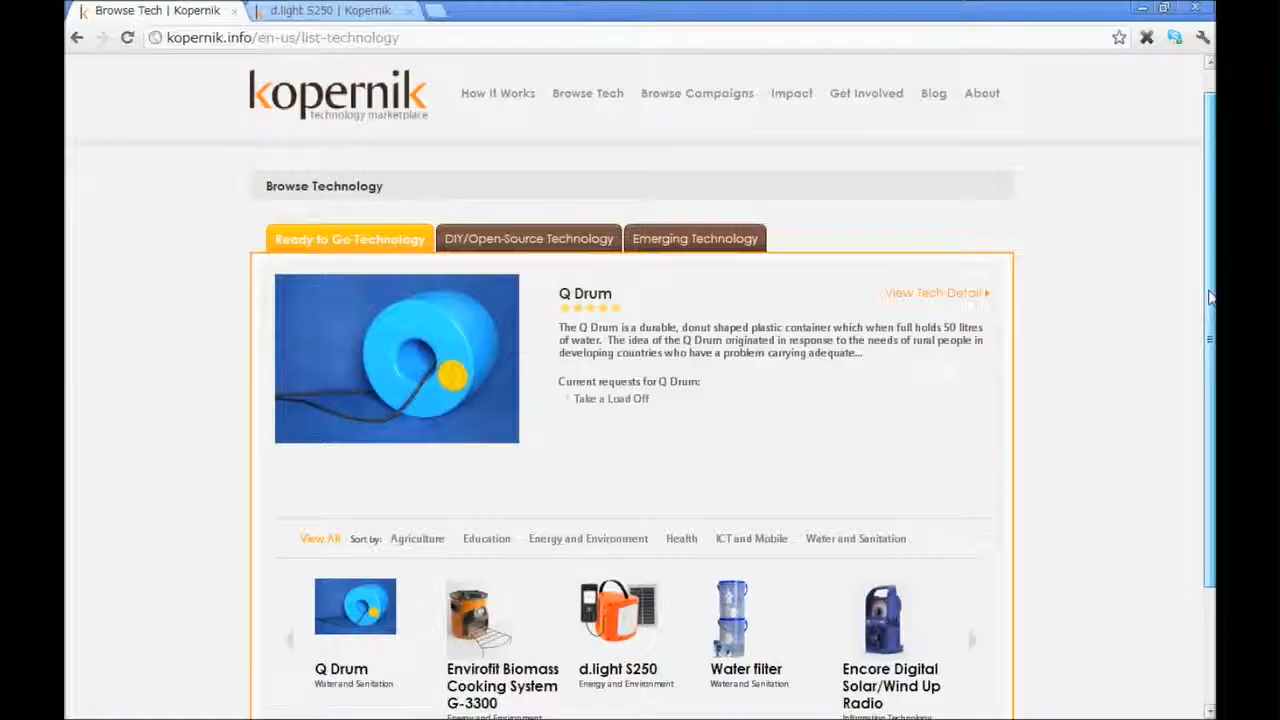 Browse Tech | Kopernik
d.light S250 | Kopernik
kopernik.info/en-us/list-technology
kopernik
technology marketplace
How It Works Browse Tech Browse Campaigns Impact Get Involved Blog About
Browse Technology
Ready to Go Technology DIY/Open-Source Technology Emerging Technology
Q Drum
View Tech Detail
The Q Drum is a durable, donut shaped plastic container which when full holds 50 litres
of water. The idea of the Q Drum originated in response to the needs of rural people in
developing countries who have a problem carrying adequate...
Current requests for Q Drum:
Take a Load Off
View All Sort by: Agriculture Education Energy and Environment Health ICT and Mobile Water and Sanitation
Q Drum
Water and Sanitation
Envirofit Biomass
Cooking System
G-3300
Energy and Environment
d.light S250
Energy and Environment
Water filter
Water and Sanitation
Encore Digital
Solar/Wind Up
Radio
Information Technology